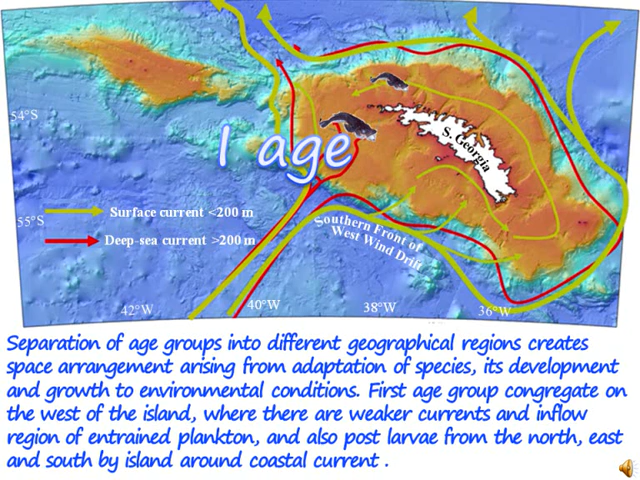 54°S
I age
S. Georgia
55°S
Surface current <200 m
Deep-sea current >200 m
Southern Front of
West Wind Drift
42°W
40°W
38°W
36°W
Separation of age groups into different geographical regions creates
space arrangement arising from adaptation of species, its development
and growth to environmental conditions. First age group congregate on
the west of the island, where there are weaker currents and inflow
region of entrained plankton, and also post larvae from the north, east
and south by island around coastal current .